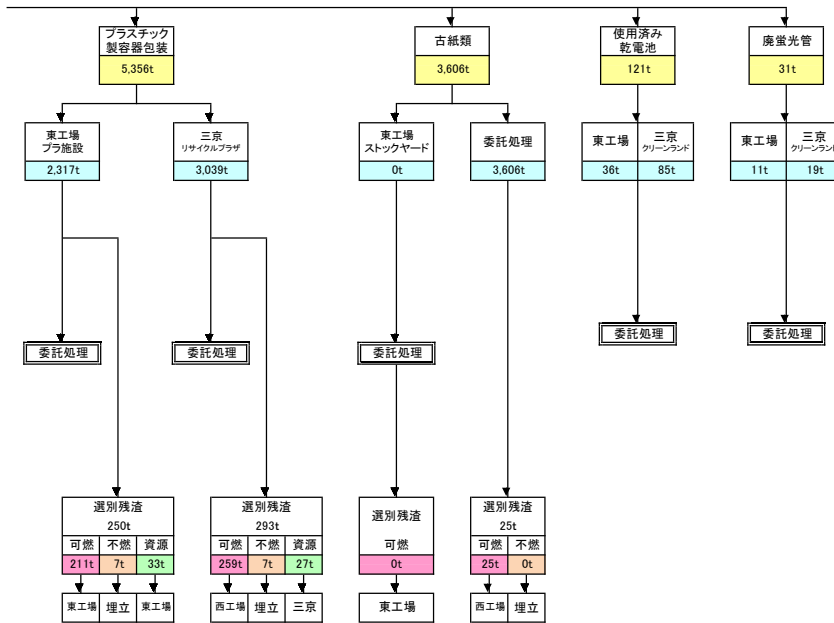 プラスチック
製容器包装
5,356t
古紙類
3,606t
使用済み
乾電池
121t
廃蛍光管
31t
東工場
プラ施設
2,317t
三京
リサイクルプラザ
3,039t
東工場
ストックヤード
0t
委託処理
3,606t
東工場
36t
三京
クリーンランド
85t
東工場
11t
三京
クリーンランド
19t
委託処理
委託処理
委託処理
委託処理
委託処理
選別残渣
250t
可燃 不燃 資源
211t 7t 33t
東工場 埋立 東工場
選別残渣
293t
可燃 不燃 資源
259t 7t 27t
西工場 埋立 三京
選別残渣
可燃
0t
東工場
選別残渣
25t
可燃 不燃
25t 0t
西工場 埋立